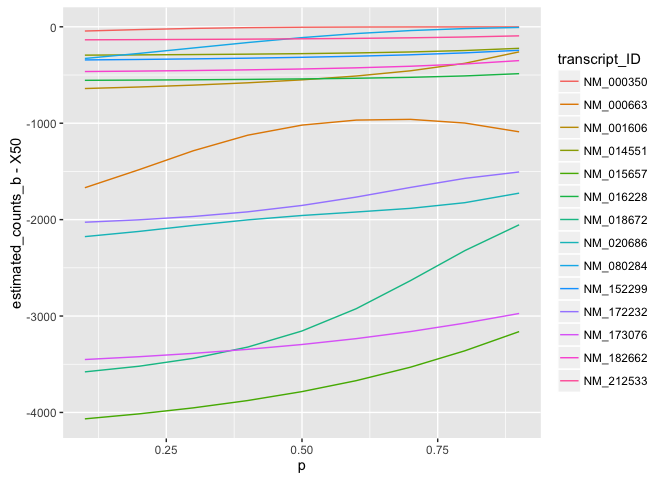 0
-1000
-2000
-3000
-4000
estimated_counts_b - X50
0.25 0.50 0.75
p
transcript_ID
NM_000350
NM_000663
NM_001606
NM_014551
NM_015657
NM_016228
NM_018672
NM_020686
NM_080284
NM_152299
NM_172232
NM_173076
NM_182662
NM_212533